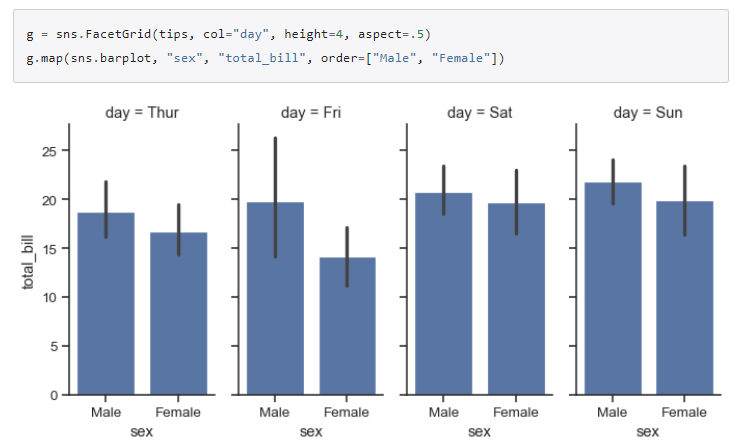 g = sns.FacetGrid(tips, col="day", height=4, aspect=.5)
g.map(sns.barplot, "sex", "total_bill", order=["Male", "Female"])
day = Thur day = Fri day = Sat day = Sun
25
20
15
10
5
0
total_bill
Male Female Male Female Male Female Male Female
sex sex sex sex